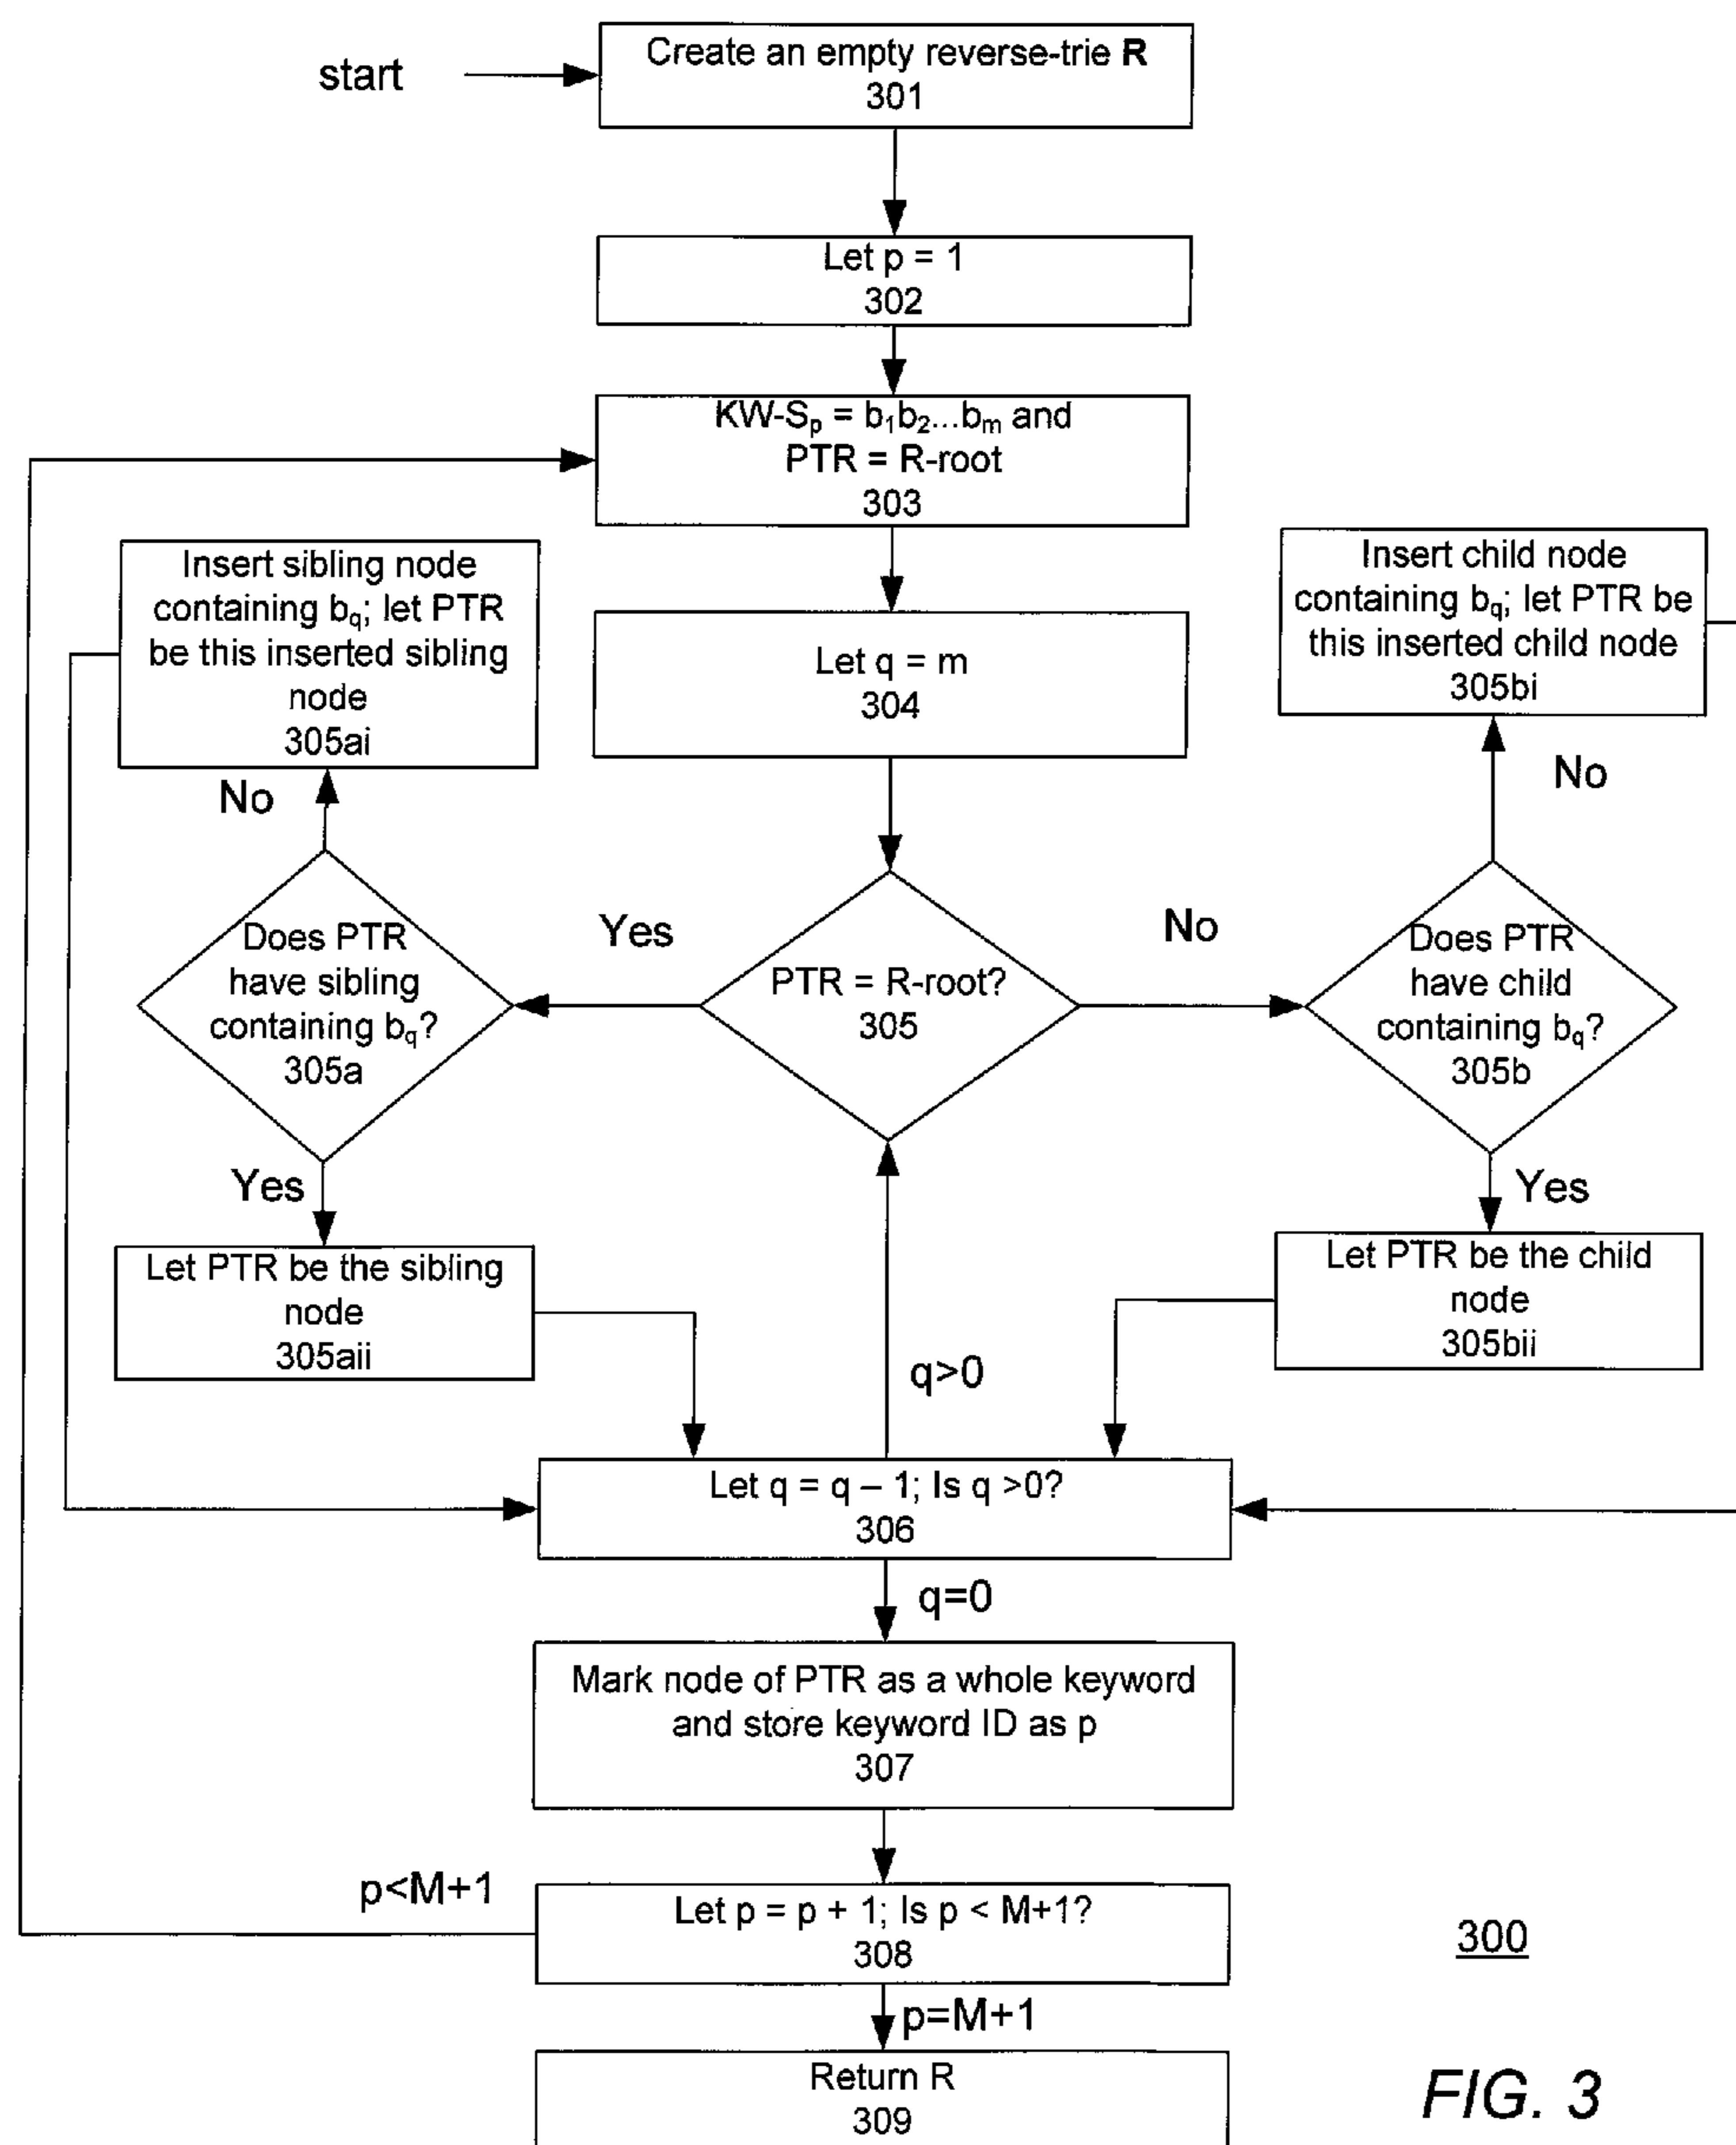 start
Create an empty reverse-trie R
301
Let p = 1
302
KW-Sₚ = b₁b₂...bₘ and
PTR = R-root
303
Insert sibling node
containing b_q; let PTR
be this inserted sibling
node
305ai
Let q = m
304
Insert child node
containing b_q; let PTR be
this inserted child node
305bi
No
No
Does PTR
have sibling
containing b_q?
305a
Yes
PTR = R-root?
305
No
Does PTR
have child
containing b_q?
305b
Yes
Yes
Let PTR be the sibling
node
305aii
Let PTR be the child
node
305bii
q>0
Let q = q – 1; Is q >0?
306
q=0
Mark node of PTR as a whole keyword
and store keyword ID as p
307
p<M+1
Let p = p + 1; Is p < M+1?
308
p=M+1
Return R
309
300
FIG. 3